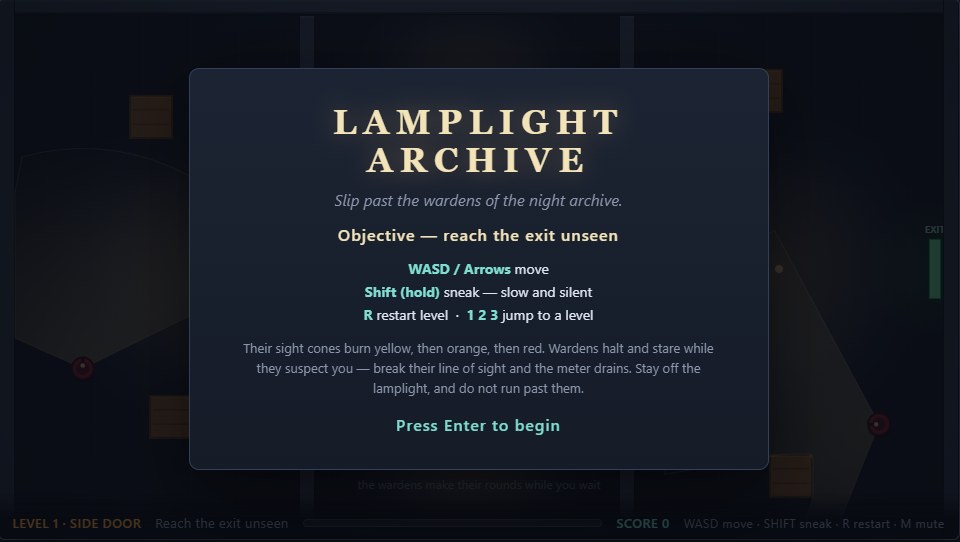 LAMPLIGHT
ARCHIVE
Slip past the wardens of the night archive.
Objective — reach the exit unseen
WASD / Arrows move
Shift (hold) sneak — slow and silent
R restart level · 1 2 3 jump to a level
Their sight cones burn yellow, then orange, then red. Wardens halt and stare while
they suspect you — break their line of sight and the meter drains. Stay off the
lamplight, and do not run past them.
Press Enter to begin
EXIT
the wardens make their rounds while you wait
LEVEL 1 · SIDE DOOR Reach the exit unseen SCORE 0 WASD move · SHIFT sneak · R restart · M mute